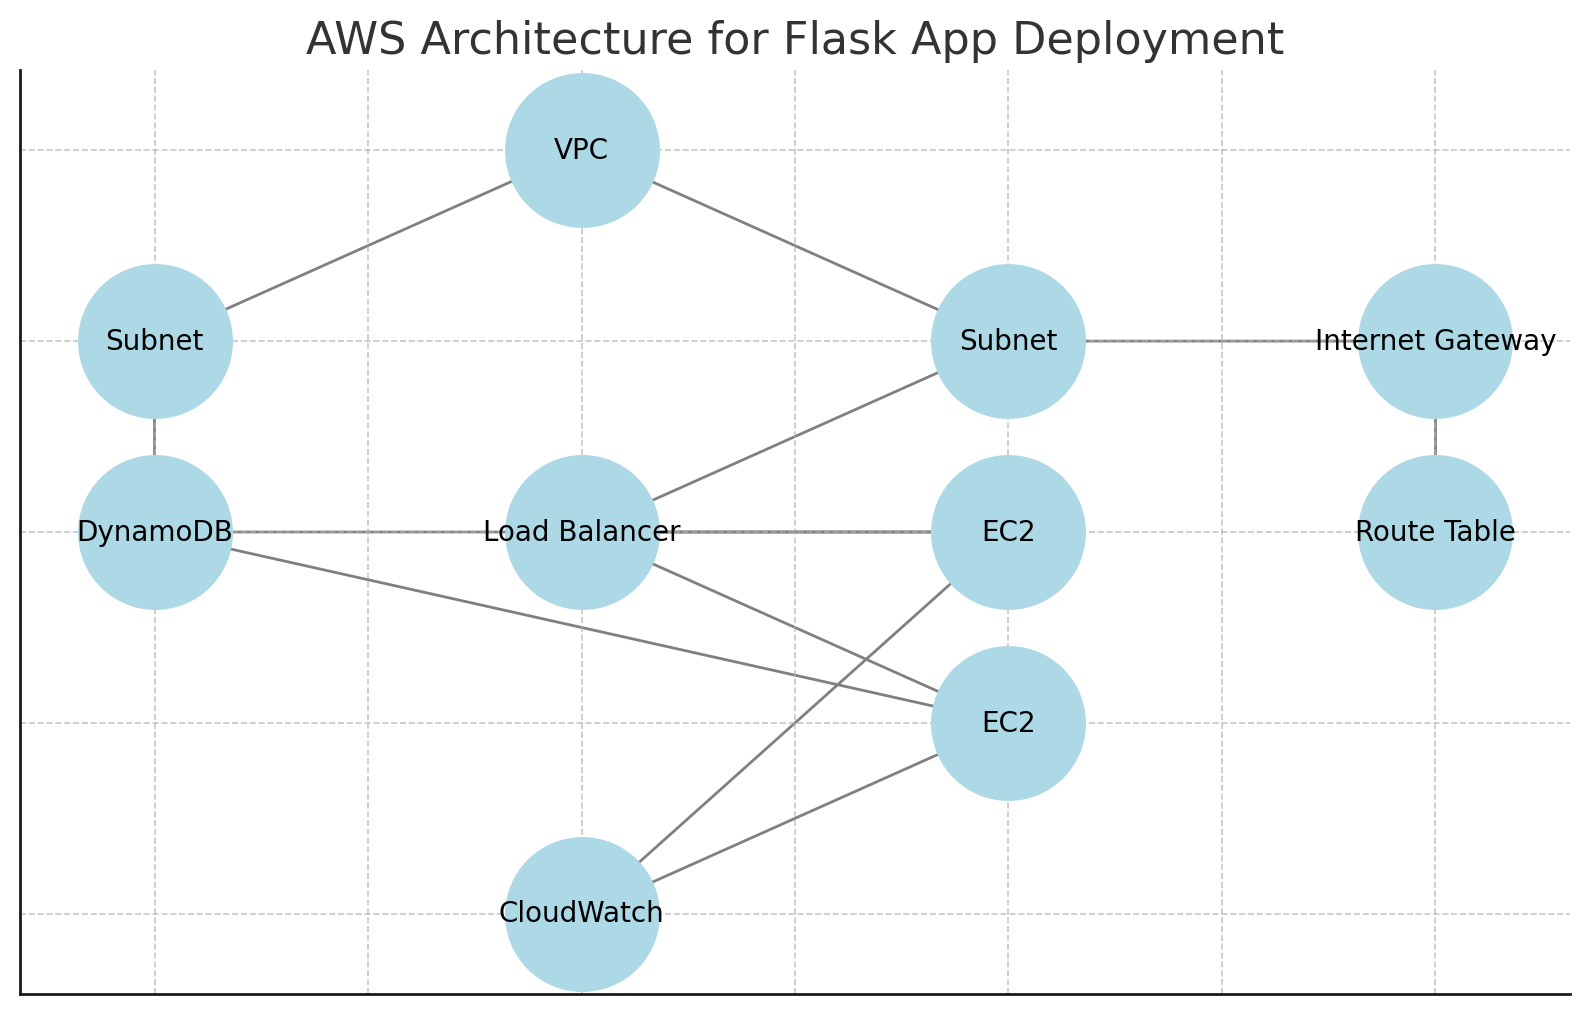 AWS Architecture for Flask App Deployment
VPC
Subnet
Subnet
Internet Gateway
DynamoDB
Load Balancer
EC2
Route Table
EC2
CloudWatch